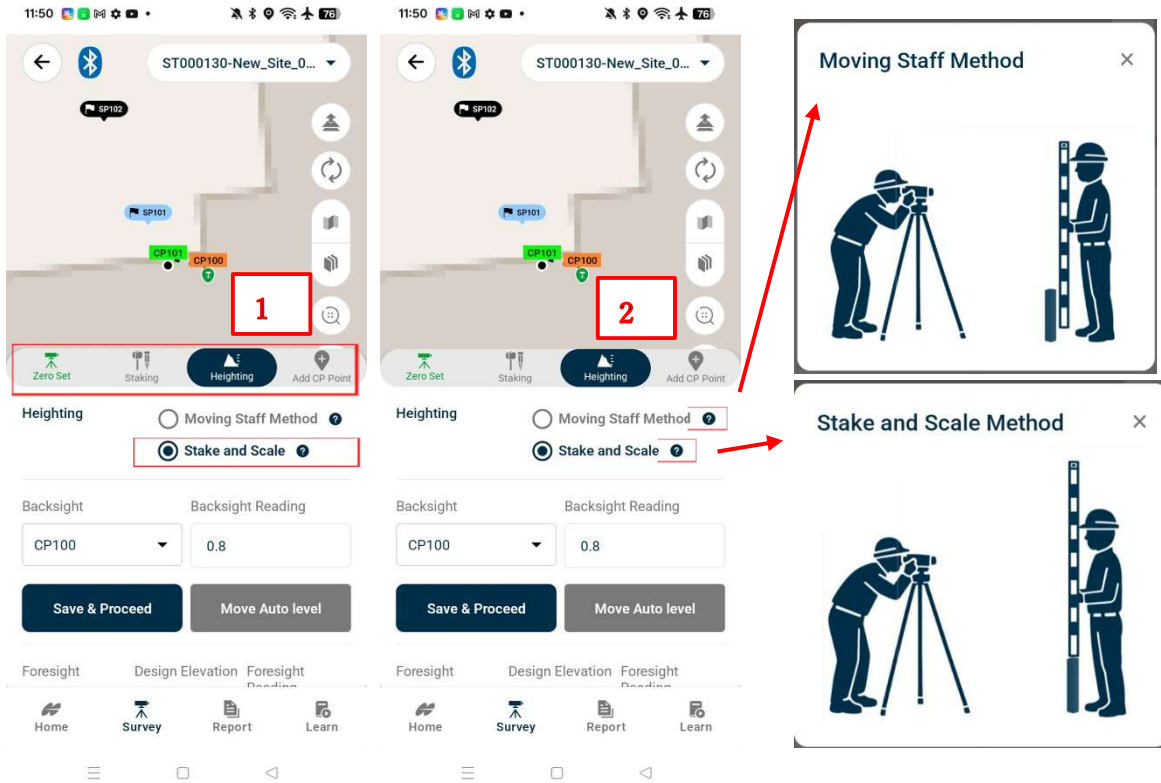 11:50 76
ST000130-New_Site_0...
SP102
SP101
CP101
CP100
T
1
Zero Set Staking Heighting Add CP Point
Heighting Moving Staff Method ?
Stake and Scale ?
Backsight Backsight Reading
CP100 0.8
Save & Proceed Move Auto level
Foresight Design Elevation Foresight
Reading
Home Survey Report Learn
11:50 76
ST000130-New_Site_0...
SP102
SP101
CP101
CP100
T
2
Zero Set Staking Heighting Add CP Point
Heighting Moving Staff Method ?
Stake and Scale ?
Backsight Backsight Reading
CP100 0.8
Save & Proceed Move Auto level
Foresight Design Elevation Foresight
Reading
Home Survey Report Learn
Moving Staff Method ×
Stake and Scale Method ×